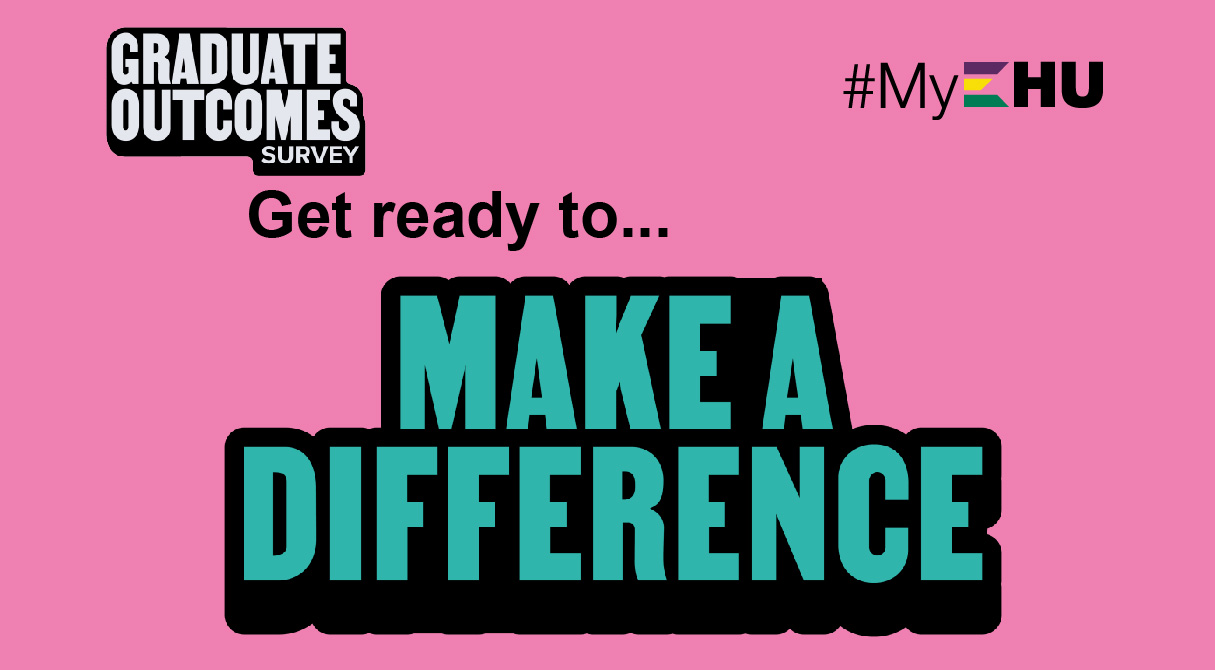 GRADUATE
OUTCOMES
SURVEY
#MyEHU
Get ready to...
MAKE A
DIFFERENCE